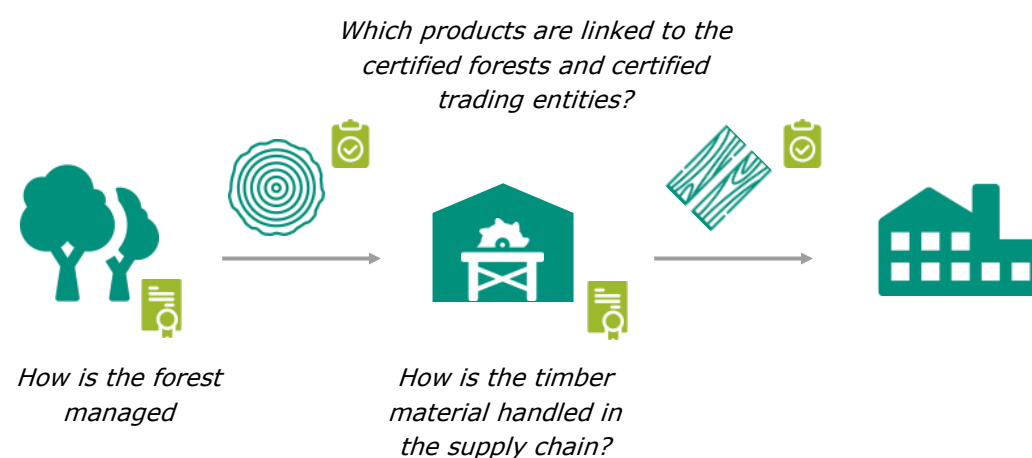 Which products are linked to the
certified forests and certified
trading entities?
How is the forest
managed
How is the timber
material handled in
the supply chain?